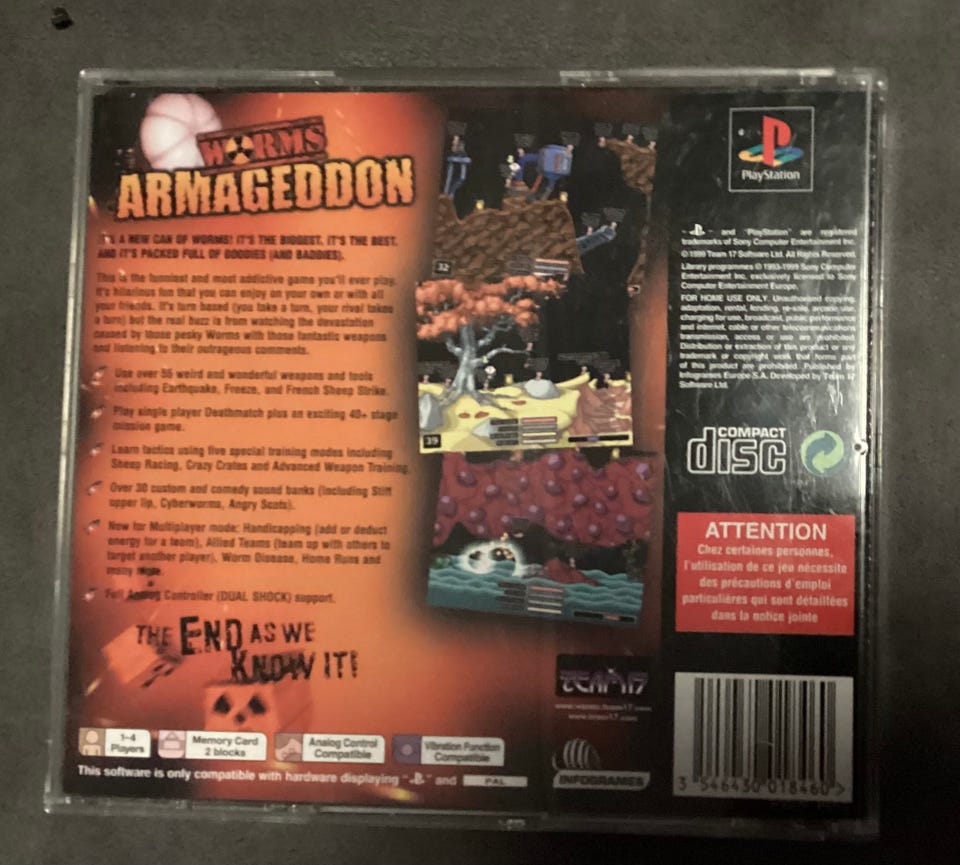 WORMS
ARMAGEDDON
IT'S A NEW CAN OF WORMS! IT'S THE BIGGEST, IT'S THE BEST,
AND IT'S PACKED FULL OF GOODIES (AND BADDIES).
This is the funniest and most addictive game you'll ever play.
It's hilarious fun that you can enjoy on your own or with all
your friends. It's turn based (you take a turn, your rival takes
a turn) but the real buzz is from watching the devastation
caused by those pesky Worms with those fantastic weapons
and listening to their outrageous comments.
Use over 55 weird and wonderful weapons and tools
including Earthquake, Freeze, and French Sheep Strike.
Play single player Deathmatch plus an exciting 40+ stage
mission game.
Learn tactics using five special training modes including
Sheep Racing, Crazy Crates and Advanced Weapon Training.
Over 30 custom and comedy sound banks (including Stiff
upper lip, Cyberworms, Angry Scots).
New for Multiplayer mode: Handicapping (add or deduct
energy for a team), Allied Teams (team up with others to
target another player), Worm Disease, Home Runs and
many more.
Full Analog Controller (DUAL SHOCK) support.
THE END AS WE
KNOW IT!
1-4
Players
Memory Card
2 blocks
Analog Control
Compatible
Vibration Function
Compatible
This software is only compatible with hardware displaying " " and PAL
32
39
TEAM17
www.worms.team17.com
www.team17.com
INFOGRAMES
PlayStation
" " and "PlayStation" are registered
trademarks of Sony Computer Entertainment Inc.
©1999 Team 17 Software Ltd. All Rights Reserved.
Library programmes ©1993-1999 Sony Computer
Entertainment Inc. exclusively licensed to Sony
Computer Entertainment Europe.
FOR HOME USE ONLY. Unauthorised copying,
adaptation, rental, lending, re-sale, arcade use,
charging for use, broadcast, public performance
and internet, cable or other telecommunications
transmission, access or use are prohibited.
Distribution or extraction of this product or any
trademark or copyright work that forms part
of this product are prohibited. Published by
Infogrames Europe S.A. Developed by Team 17
Software Ltd.
COMPACT
disc
ATTENTION
Chez certaines personnes,
l'utilisation de ce jeu nécessite
des précautions d'emploi
particulières qui sont détaillées
dans la notice jointe
3 546430 018460 >